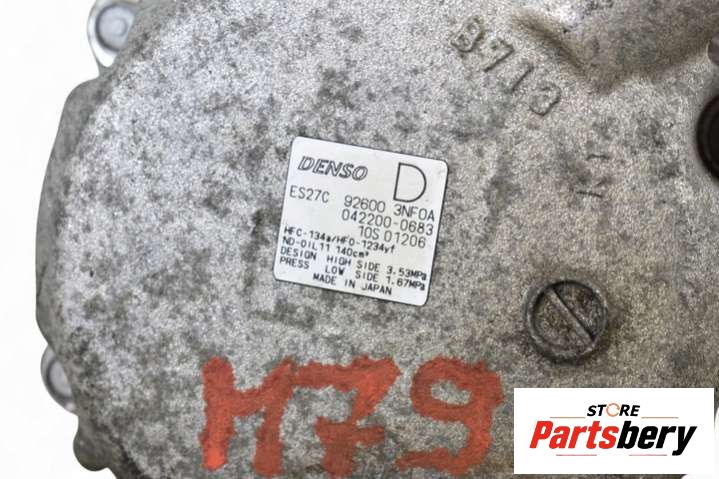 B713
DENSO D
ES27C 92600 3NF0A
042200-0683
10S 01206
HFC-134a/HFO-1234yf
ND-OIL11 140cm³
DESIGN HIGH SIDE 3.53MPa
PRESS LOW SIDE 1.67MPa
MADE IN JAPAN
M79
STORE
Partsbery